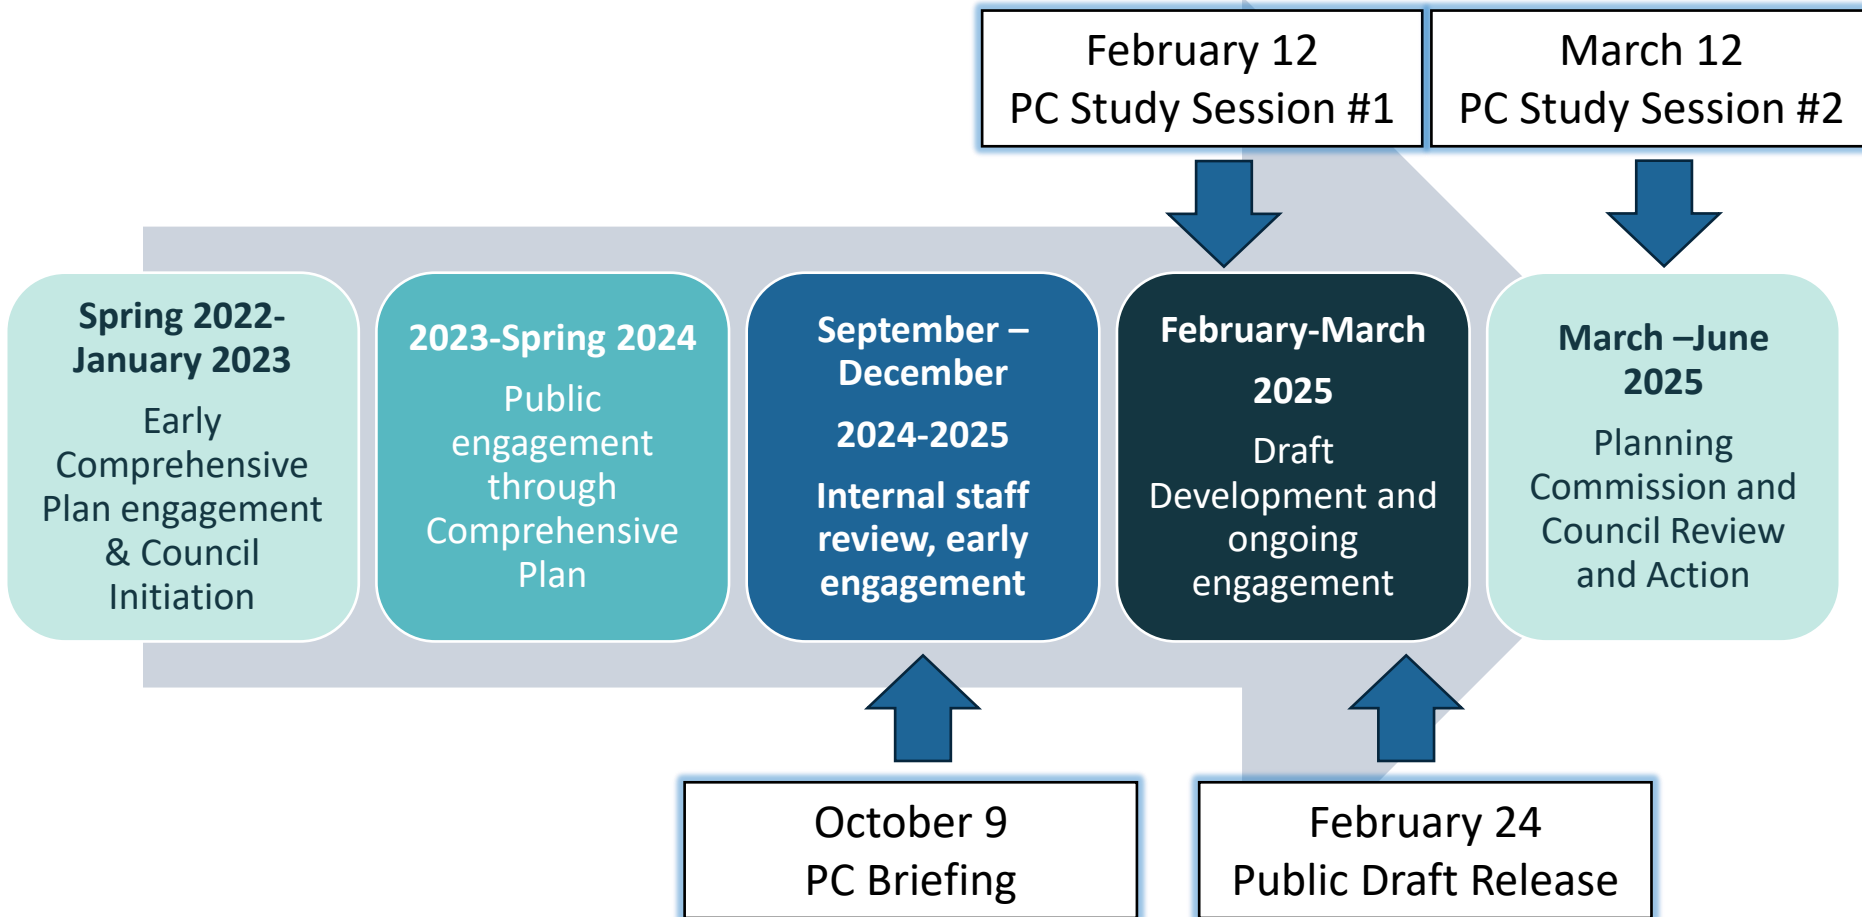 February 12
PC Study Session #1
March 12
PC Study Session #2
Spring 2022-
January 2023
Early
Comprehensive
Plan engagement
& Council
Initiation
2023-Spring 2024
Public
engagement
through
Comprehensive
Plan
September –
December
2024-2025
Internal staff
review, early
engagement
February-March
2025
Draft
Development and
ongoing
engagement
March –June
2025
Planning
Commission and
Council Review
and Action
October 9
PC Briefing
February 24
Public Draft Release